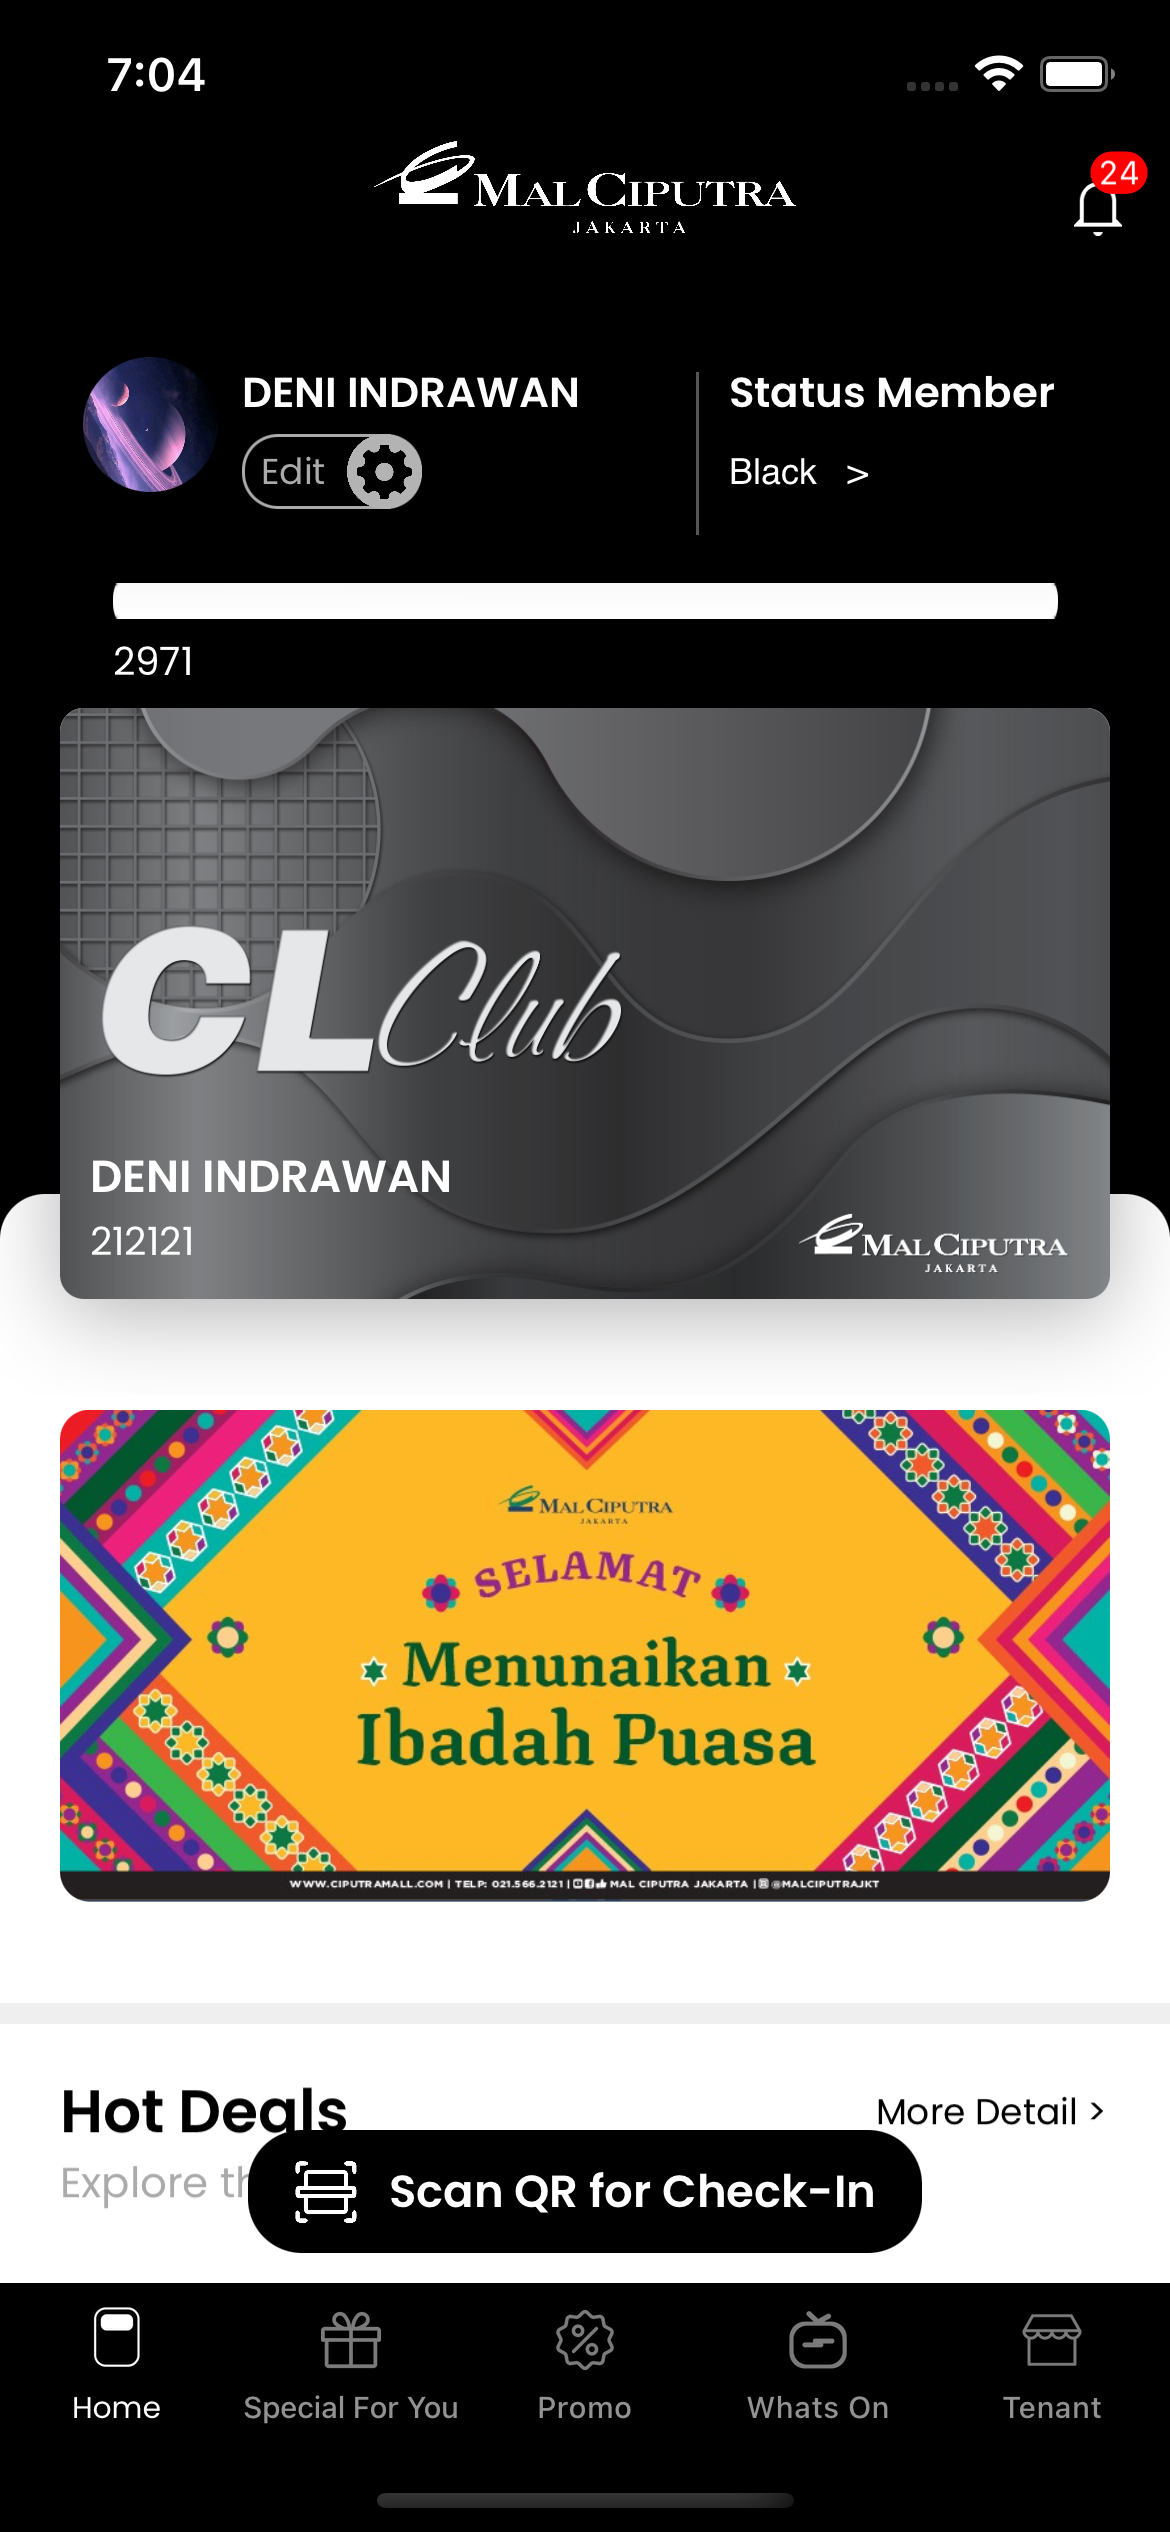 7:04
24
MAL CIPUTRA
JAKARTA
DENI INDRAWAN
Edit
Status Member
Black >
2971
CL Club
DENI INDRAWAN
212121
MAL CIPUTRA
JAKARTA
MAL CIPUTRA
JAKARTA
SELAMAT
Menunaikan
Ibadah Puasa
WWW.CIPUTRAMALL.COM | TELP: 021.566.2121 | MAL CIPUTRA JAKARTA | @MALCIPUTRAJKT
Hot Deals
More Detail >
Explore
Scan QR for Check-In
Home
Special For You
Promo
Whats On
Tenant